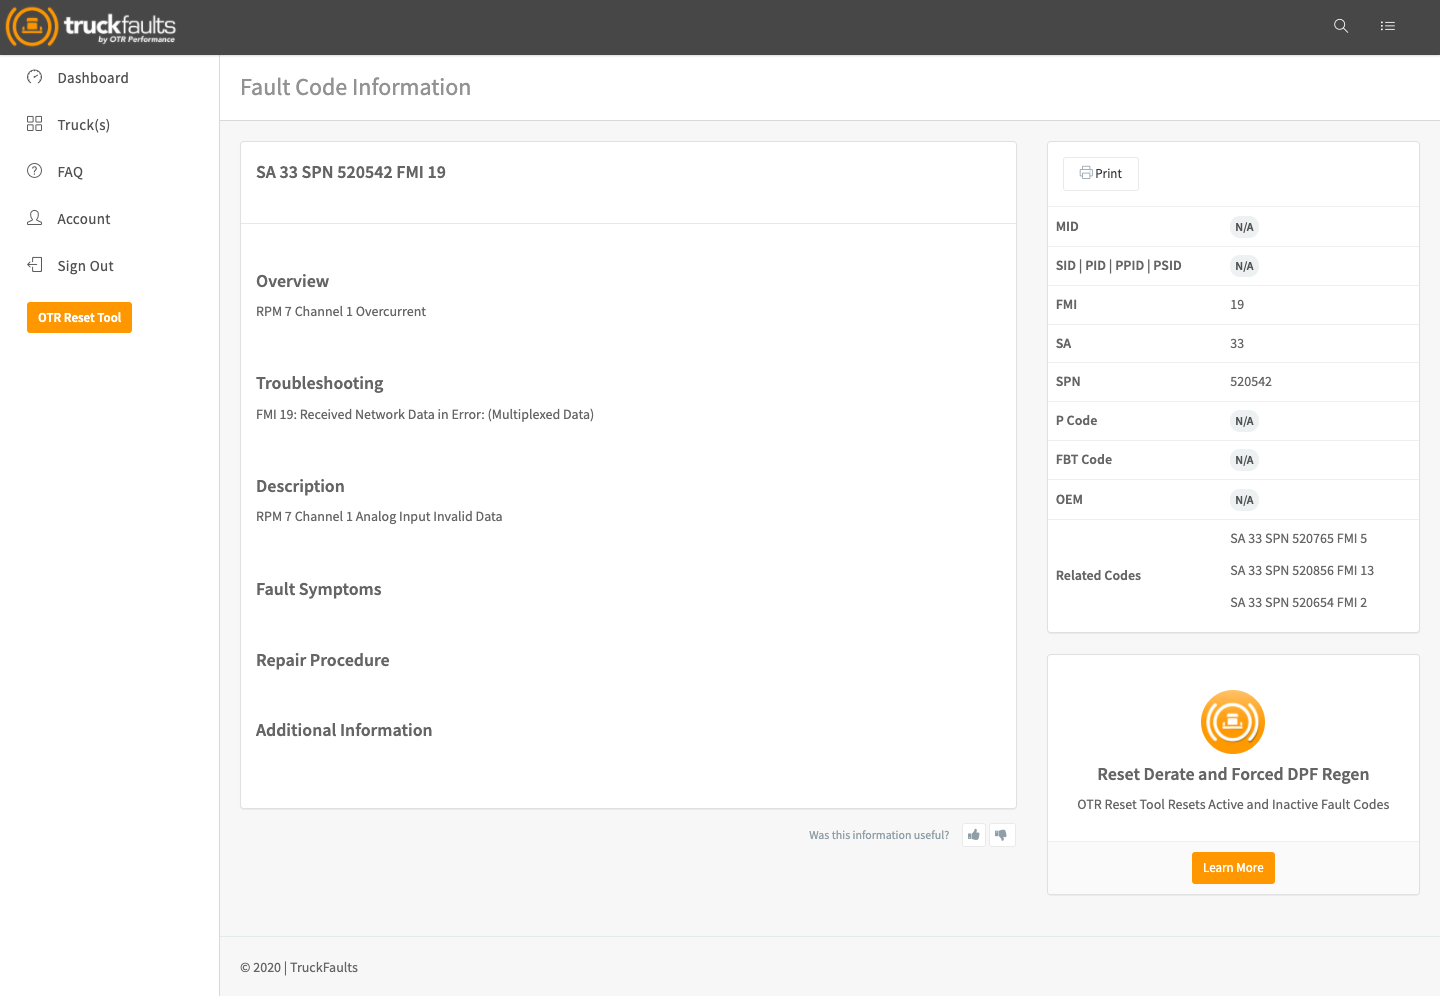 truckfaults
by OTR Performance
Dashboard
Truck(s)
FAQ
Account
Sign Out
OTR Reset Tool
Fault Code Information
SA 33 SPN 520542 FMI 19
Overview
RPM 7 Channel 1 Overcurrent
Troubleshooting
FMI 19: Received Network Data in Error: (Multiplexed Data)
Description
RPM 7 Channel 1 Analog Input Invalid Data
Fault Symptoms
Repair Procedure
Additional Information
Was this information useful?
Print
MID N/A
SID | PID | PPID | PSID N/A
FMI 19
SA 33
SPN 520542
P Code N/A
FBT Code N/A
OEM N/A
Related Codes
SA 33 SPN 520765 FMI 5
SA 33 SPN 520856 FMI 13
SA 33 SPN 520654 FMI 2
Reset Derate and Forced DPF Regen
OTR Reset Tool Resets Active and Inactive Fault Codes
Learn More
© 2020 | TruckFaults